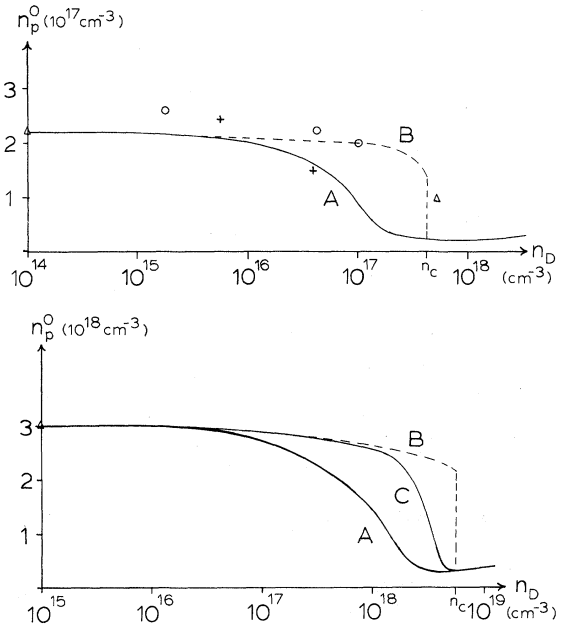 n_p^0 (10^17 cm^-3)
3
2
1
B
A
10^14 10^15 10^16 10^17 n_c 10^18 n_D (cm^-3)
n_p^0 (10^18 cm^-3)
3
2
1
B
C
A
10^15 10^16 10^17 10^18 n_c 10^19 n_D (cm^-3)